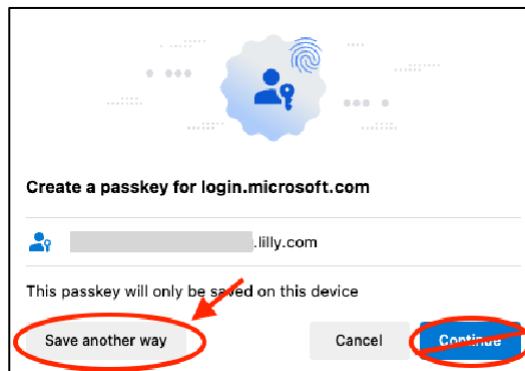 Create a passkey for login.microsoft.com
.lilly.com
This passkey will only be saved on this device
Save another way
Cancel
Continue